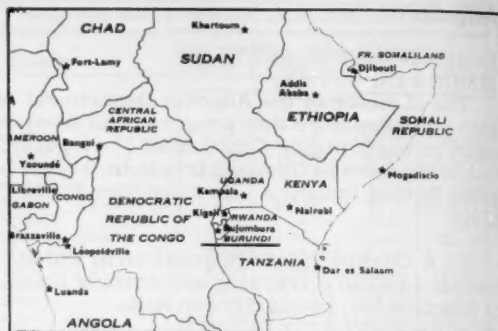 CHAD
Khartoum
SUDAN
FR. SOMALILAND
Djibouti
Fort-Lamy
Addis
Ababa
ETHIOPIA
CENTRAL
AFRICAN
REPUBLIC
SOMALI
REPUBLIC
AMEROON
Bangui
Yaoundé
UGANDA
KENYA
Mogadiscio
Libreville
GABON
CONGO
DEMOCRATIC
REPUBLIC OF
THE CONGO
Kampala
Kigali
RWANDA
Nairobi
Bujumbura
BURUNDI
Brazzaville
Léopoldville
TANZANIA
Dar es Salaam
Luanda
ANGOLA